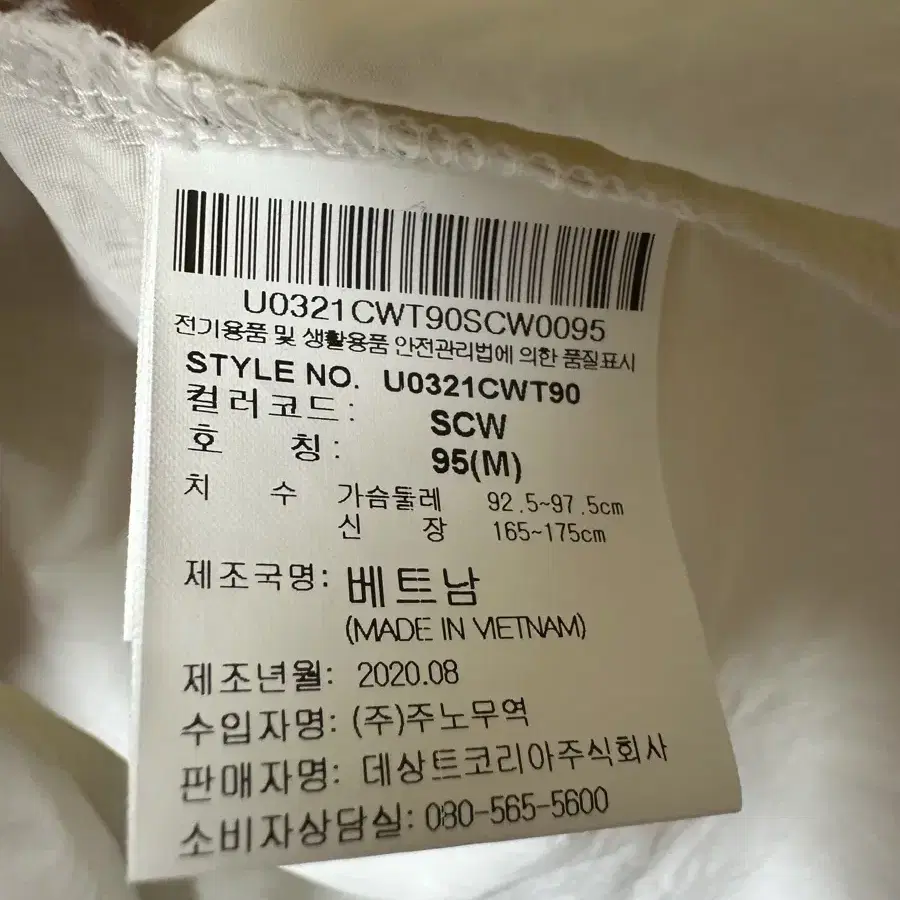 U0321CWT90SCW0095
전기용품 및 생활용품 안전관리법에 의한 품질표시
STYLE NO. U0321CWT90
컬러코드: SCW
호 칭: 95(M)
치 수 가슴둘레 92.5~97.5cm
신 장 165~175cm
제조국명: 베트남
(MADE IN VIETNAM)
제조년월: 2020.08
수입자명: (주)주노무역
판매자명: 데상트코리아주식회사
소비자상담실: 080-565-5600